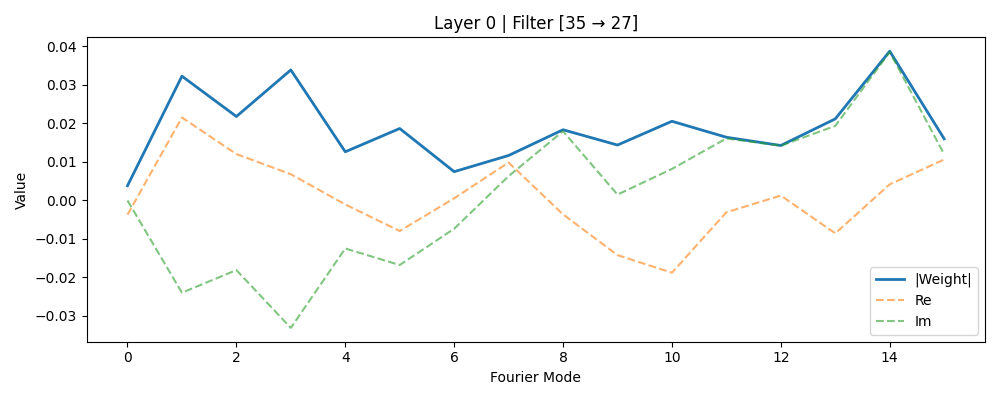 Layer 0 | Filter [35 → 27]
Value
0.04
0.03
0.02
0.01
0.00
−0.01
−0.02
−0.03
|Weight|
Re
Im
0 2 4 6 8 10 12 14
Fourier Mode